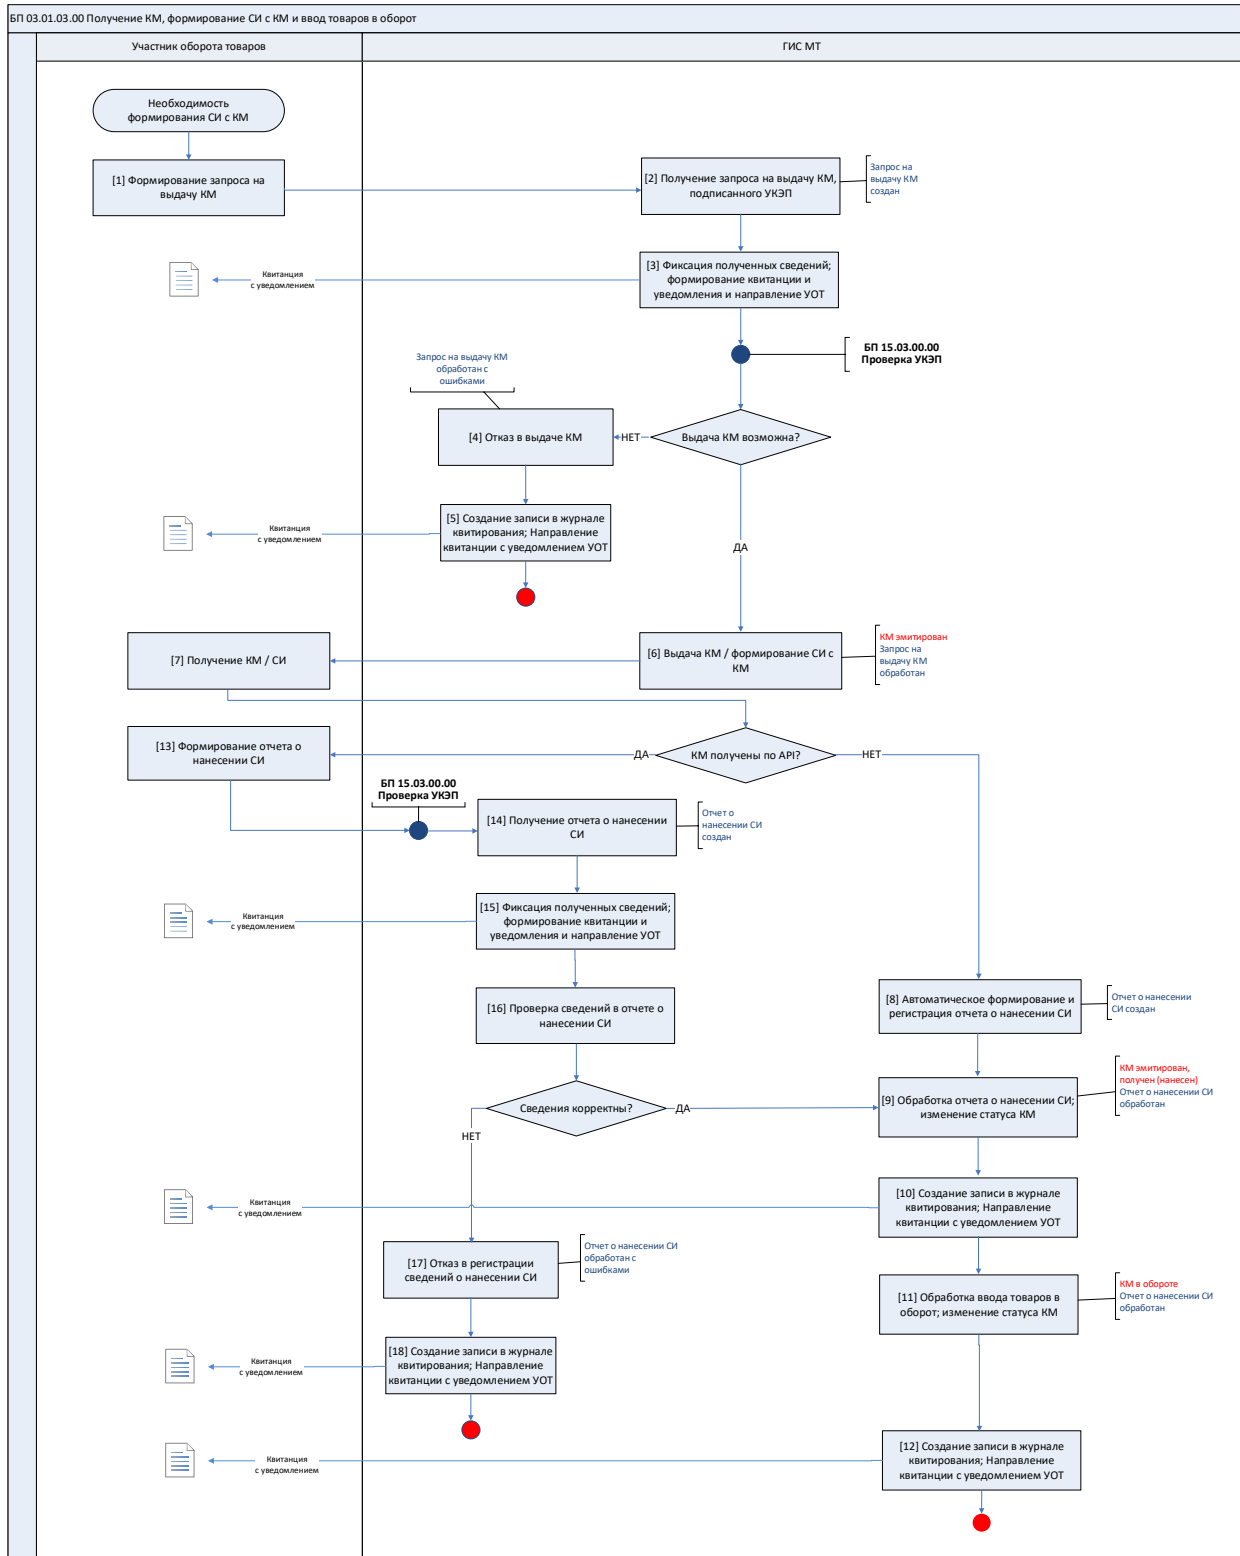 БП 03.01.03.00 Получение КМ, формирование СИ с КМ и ввод товаров в оборот
Участник оборота товаров
ГИС МТ
Необходимость
формирования СИ с КМ
[1] Формирование запроса на
выдачу КМ
[2] Получение запроса на выдачу КМ,
подписанного УКЭП
Запрос на
выдачу КМ
создан
[3] Фиксация полученных сведений;
формирование квитанции и
уведомления и направление УОТ
Квитанция
с уведомлением
БП 15.03.00.00
Проверка УКЭП
Запрос на выдачу КМ
обработан с
ошибками
[4] Отказ в выдаче КМ
НЕТ
Выдача КМ возможна?
[5] Создание записи в журнале
квитирования; Направление
квитанции с уведомлением УОТ
Квитанция
с уведомлением
ДА
[7] Получение КМ / СИ
[6] Выдача КМ / формирование СИ с
КМ
КМ эмитирован
Запрос на
выдачу КМ
обработан
[13] Формирование отчета о
нанесении СИ
ДА
КМ получены по API?
НЕТ
БП 15.03.00.00
Проверка УКЭП
[14] Получение отчета о нанесении
СИ
Отчет о
нанесении СИ
создан
[15] Фиксация полученных сведений;
формирование квитанции и
уведомления и направление УОТ
Квитанция
с уведомлением
[16] Проверка сведений в отчете о
нанесении СИ
[8] Автоматическое формирование и
регистрация отчета о нанесении СИ
Отчет о нанесении
СИ создан
Сведения корректны?
ДА
НЕТ
[9] Обработка отчета о нанесении СИ;
изменение статуса КМ
КМ эмитирован,
получен (нанесен)
Отчет о нанесении СИ
обработан
[10] Создание записи в журнале
квитирования; Направление
квитанции с уведомлением УОТ
Квитанция
с уведомлением
[17] Отказ в регистрации
сведений о нанесении СИ
Отчет о нанесении СИ
обработан с
ошибками
[11] Обработка ввода товаров в
оборот; изменение статуса КМ
КМ в обороте
Отчет о нанесении СИ
обработан
[18] Создание записи в журнале
квитирования; Направление
квитанции с уведомлением УОТ
Квитанция
с уведомлением
[12] Создание записи в журнале
квитирования; Направление
квитанции с уведомлением УОТ
Квитанция
с уведомлением